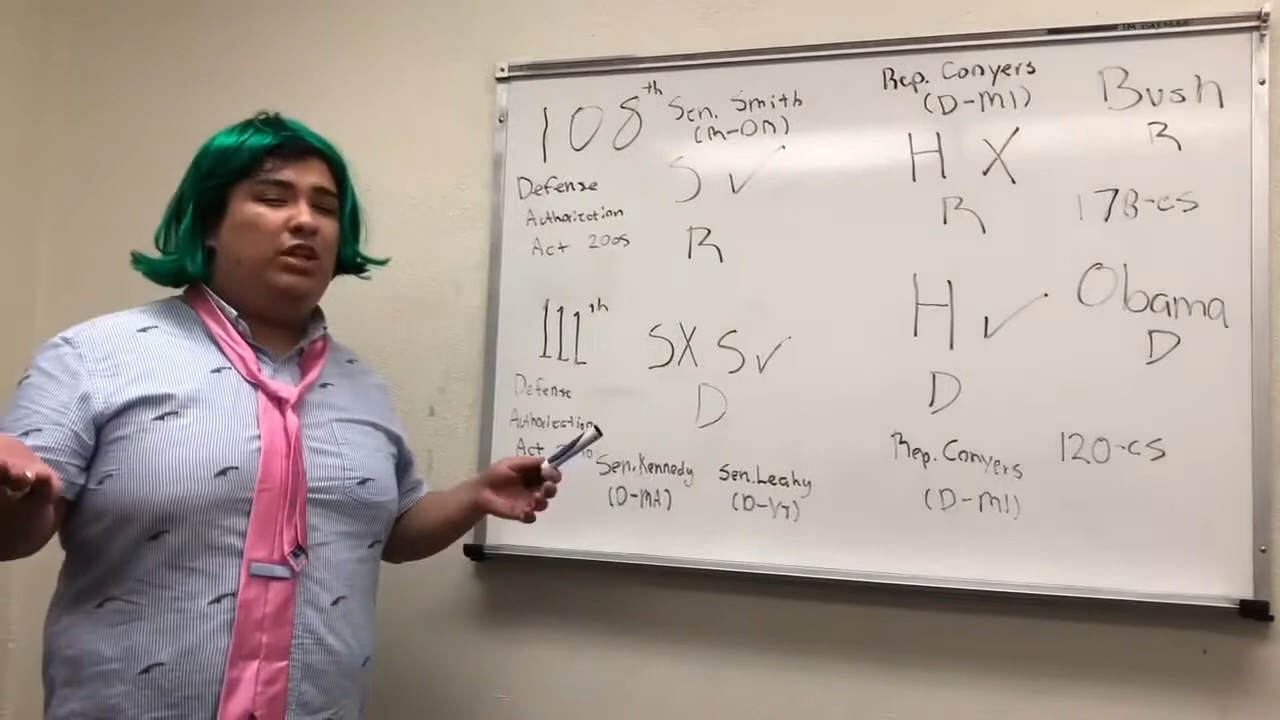 108th
Sen. Smith
(R-OR)
Rep. Conyers
(D-MI)
Bush
R
S ✓
H X
Defense
Authorization
Act 2005
R
R
178-cs
111th
SX S✓
H ✓
Obama
D
D
D
Defense
Authorization
Act
Sen. Kennedy
(D-MA)
Sen. Leahy
(D-VT)
Rep. Conyers
(D-MI)
120-cs